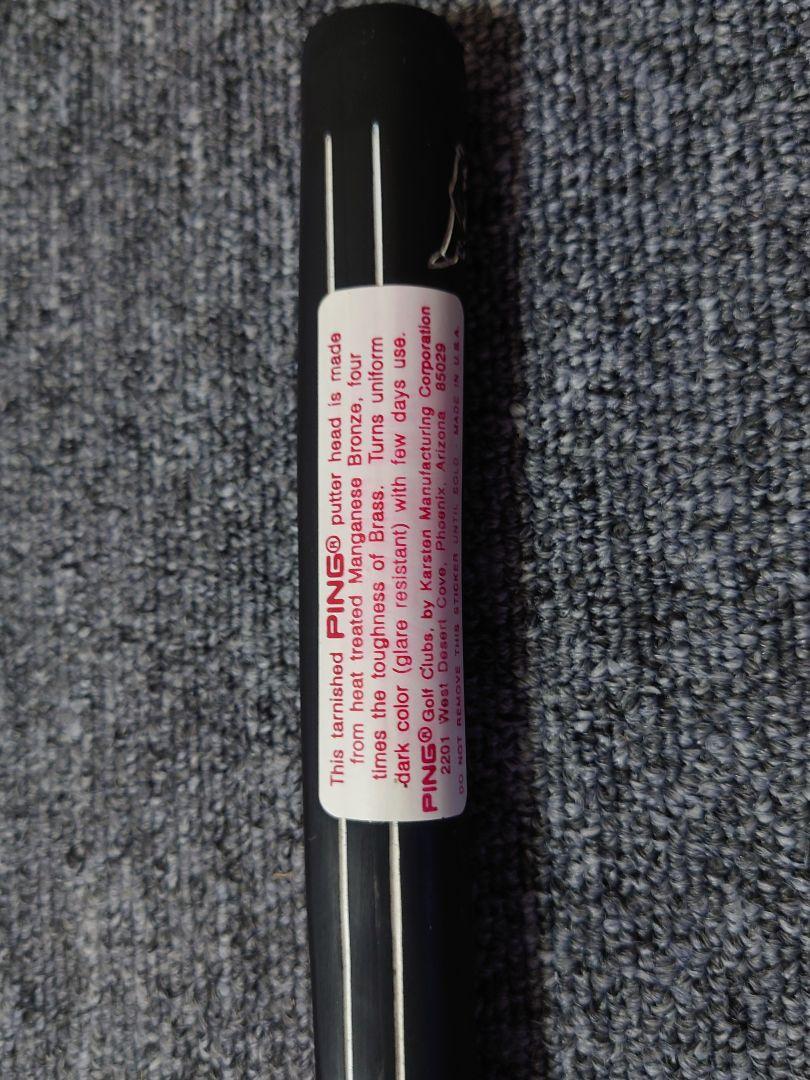 This tarnished PING® putter head is made
from heat treated Manganese Bronze, four
times the toughness of Brass. Turns uniform
dark color (glare resistant) with few days use.
PING® Golf Clubs, by Karsten Manufacturing Corporation
2201 West Desert Cove, Phoenix, Arizona 85029
DO NOT REMOVE THIS STICKER UNTIL SOLD · MADE IN U.S.A.